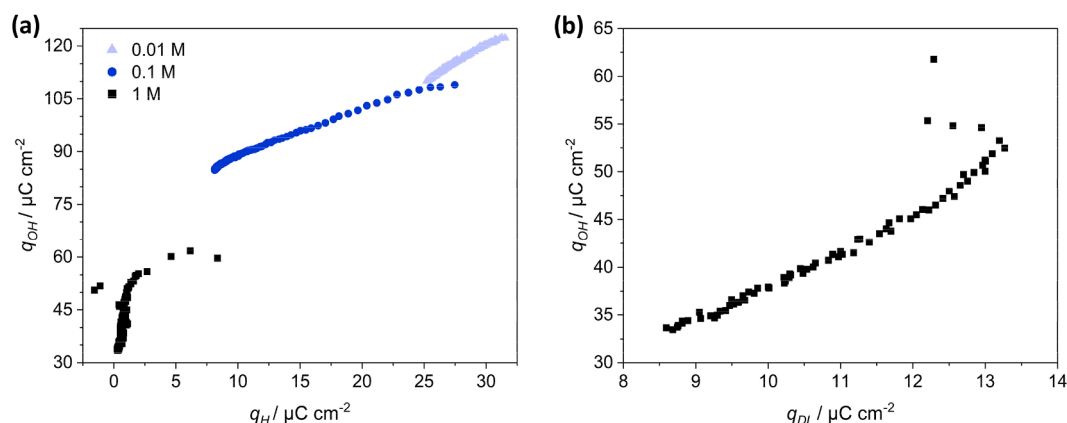 (a)
120
105
90
75
60
45
30
q_OH / µC cm⁻²
0.01 M
0.1 M
1 M
0 5 10 15 20 25 30
q_H / µC cm⁻²
(b)
65
60
55
50
45
40
35
30
q_OH / µC cm⁻²
8 9 10 11 12 13 14
q_DL / µC cm⁻²